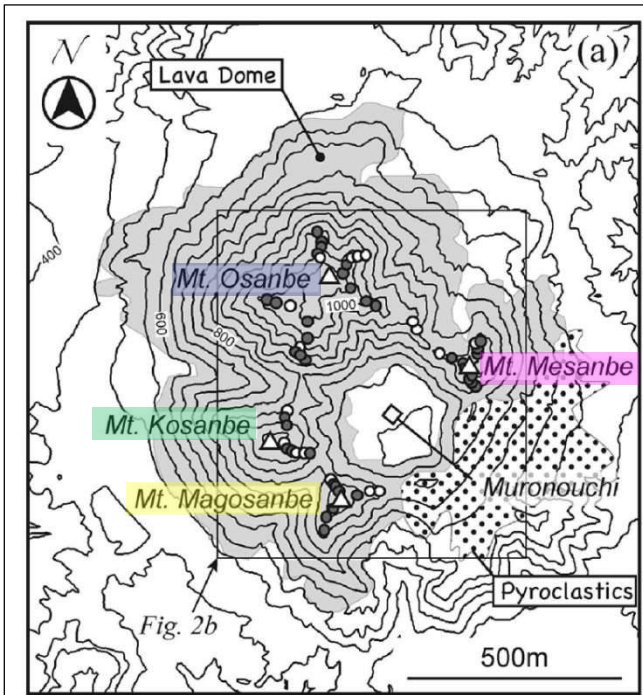 N
(a)
Lava Dome
400
Mt. Osanbe
1000
600
800
Mt. Mesanbe
Mt. Kosanbe
Mt. Magosanbe
Muronouchi
Fig. 2b
Pyroclastics
500m